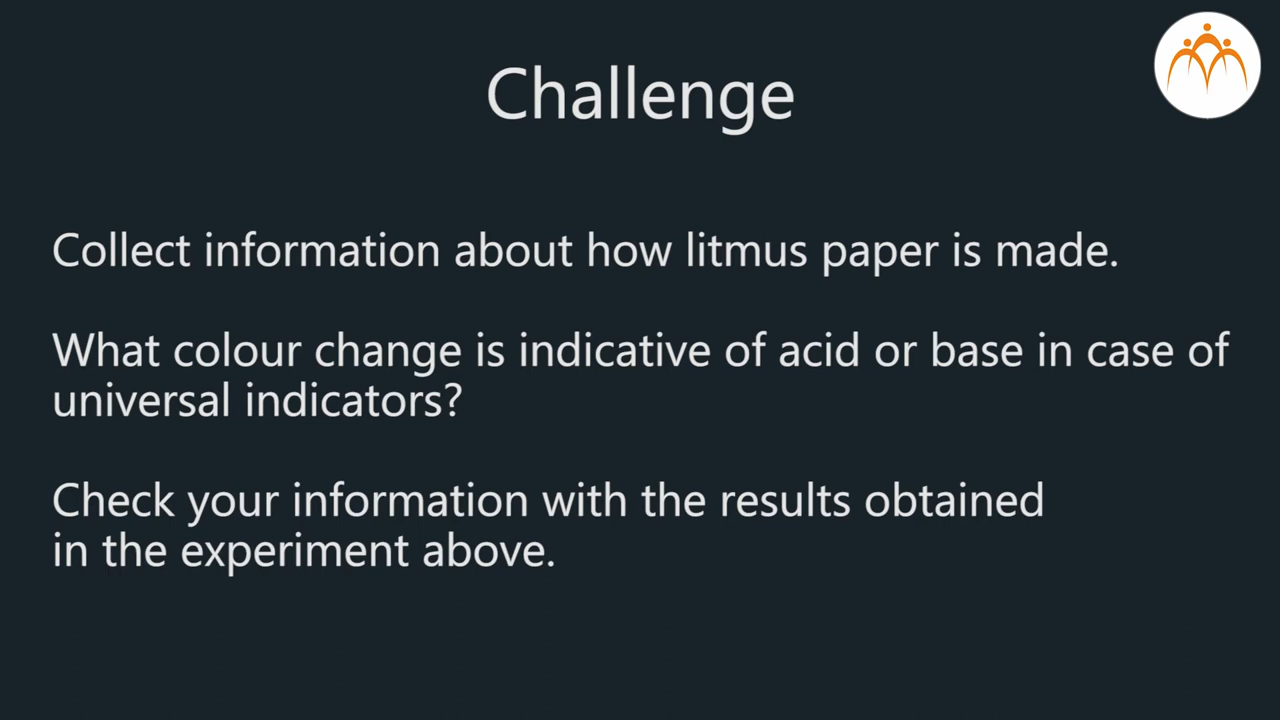 Challenge
Collect information about how litmus paper is made.
What colour change is indicative of acid or base in case of
universal indicators?
Check your information with the results obtained
in the experiment above.